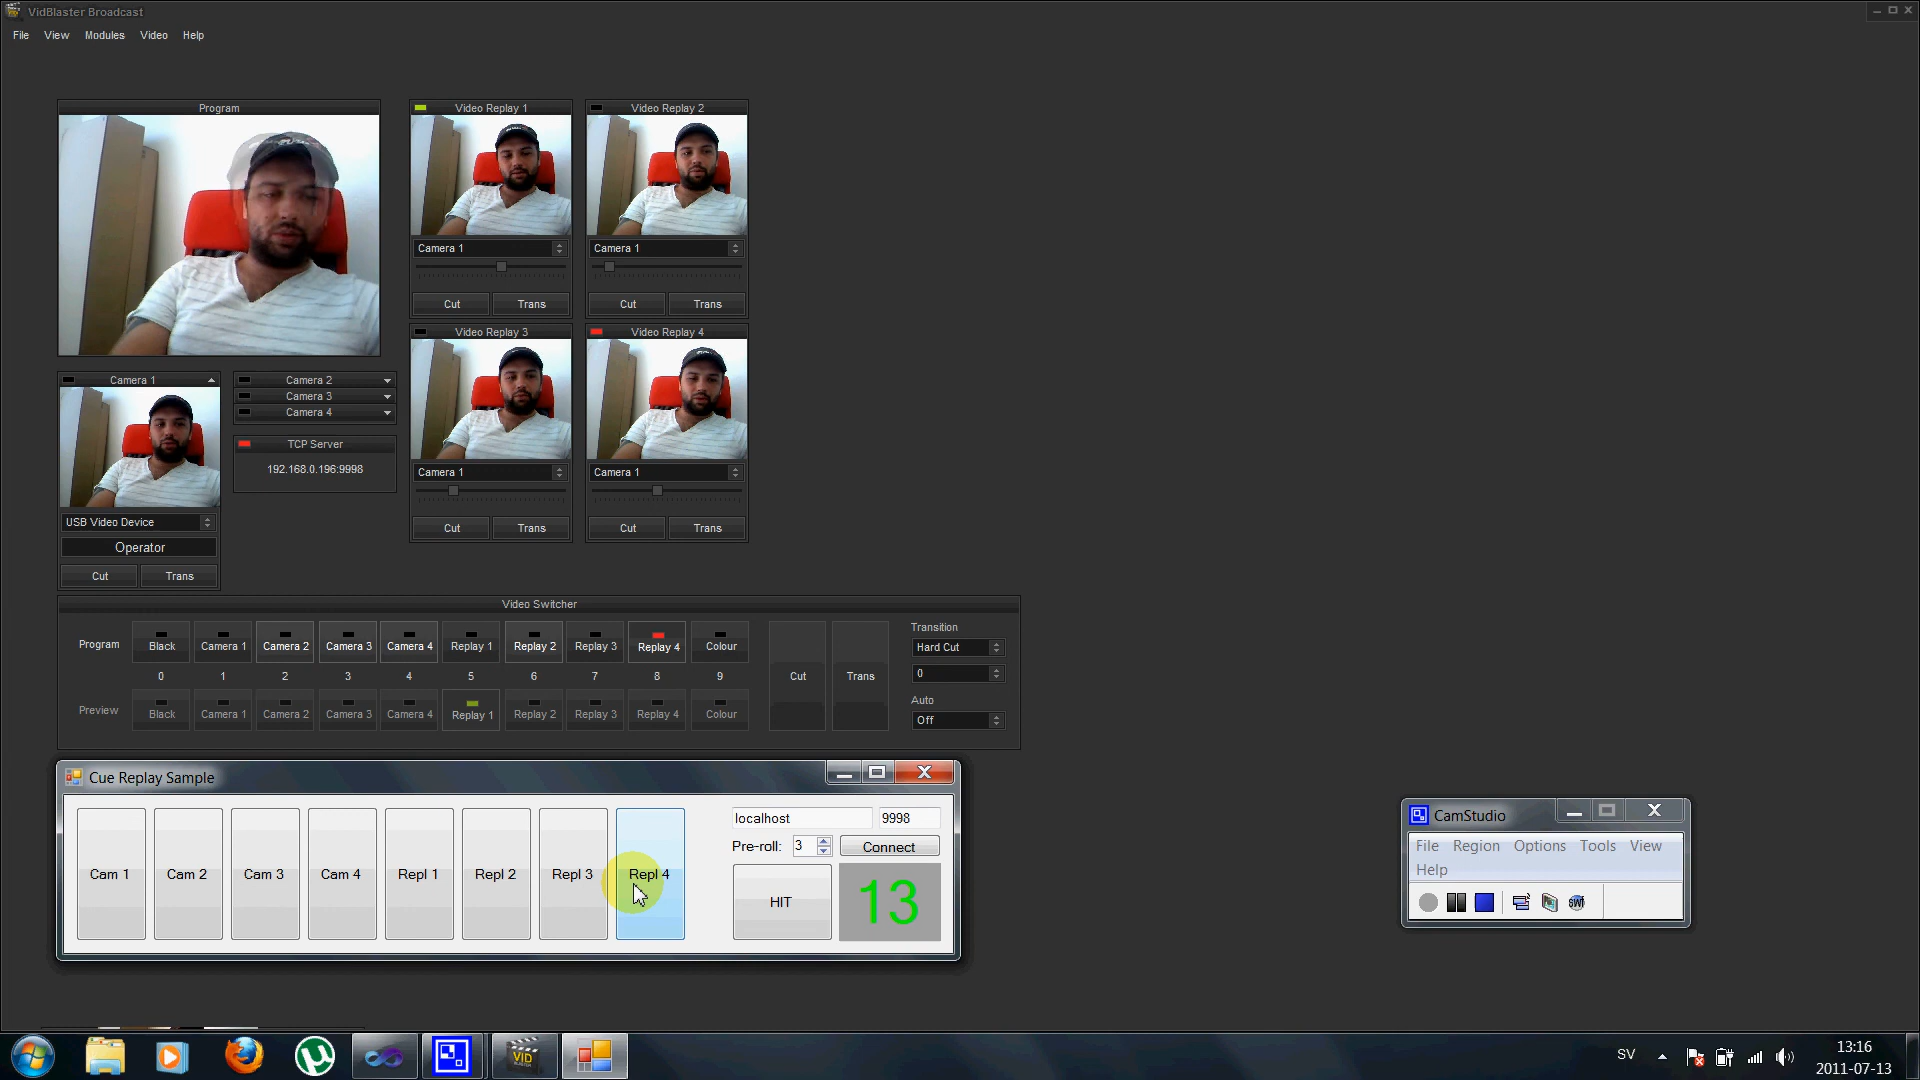 VidBlaster Broadcast
File View Modules Video Help
Program
Video Replay 1
Video Replay 2
Camera 1
Camera 1
Cut Trans
Cut Trans
Video Replay 3
Video Replay 4
Camera 1
Camera 1
Cut Trans
Cut Trans
Camera 1
USB Video Device
Operator
Cut Trans
Camera 2
Camera 3
Camera 4
TCP Server
192.168.0.196:9998
Video Switcher
Program Black Camera 1 Camera 2 Camera 3 Camera 4 Replay 1 Replay 2 Replay 3 Replay 4 Colour
0 1 2 3 4 5 6 7 8 9
Preview Black Camera 1 Camera 2 Camera 3 Camera 4 Replay 1 Replay 2 Replay 3 Replay 4 Colour
Cut Trans
Transition
Hard Cut
0
Auto
Off
Cue Replay Sample
Cam 1 Cam 2 Cam 3 Cam 4 Repl 1 Repl 2 Repl 3 Repl 4
localhost 9998
Pre-roll: 3 Connect
HIT 13
CamStudio
File Region Options Tools View
Help
SWF
VID
BLASTER
SV
13:16
2011-07-13